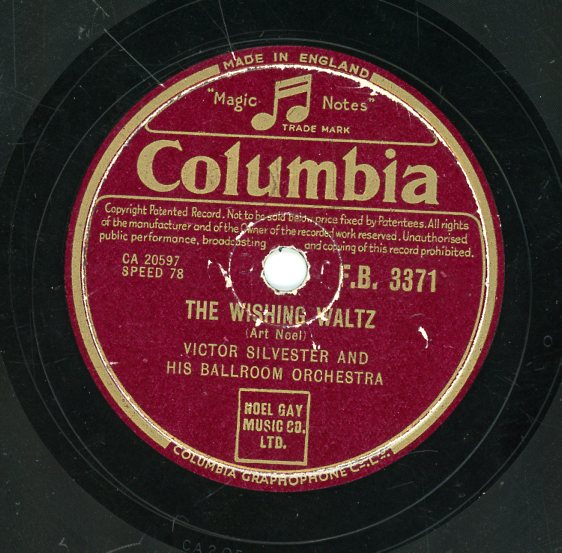 MADE IN ENGLAND
"Magic Notes"
TRADE MARK
Columbia
Copyright Patented Record. Not to be sold below price fixed by Patentees. All rights
of the manufacturer and of the owner of the recorded work reserved. Unauthorised
public performance, broadcasting and copying of this record prohibited.
CA 20597
SPEED 78
F.B. 3371
THE WISHING WALTZ
(Art Noel)
VICTOR SILVESTER AND
HIS BALLROOM ORCHESTRA
NOEL GAY
MUSIC CO.
LTD.
COLUMBIA GRAPHOPHONE Co. Ltd.